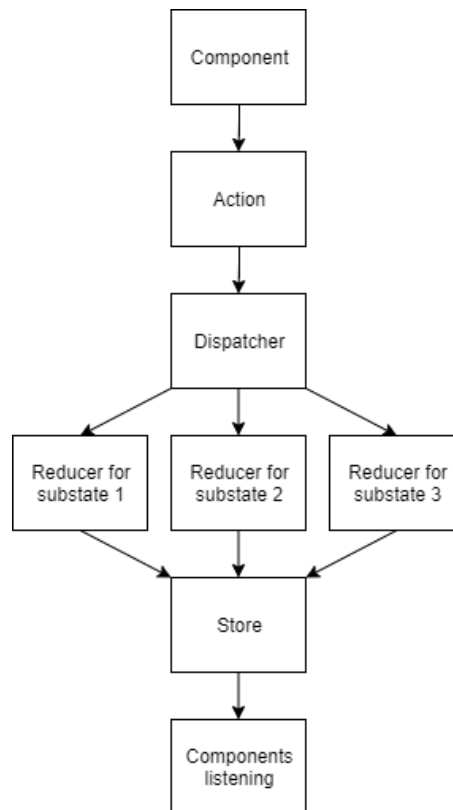 Component
Action
Dispatcher
Reducer for
substate 1
Reducer for
substate 2
Reducer for
substate 3
Store
Components
listening